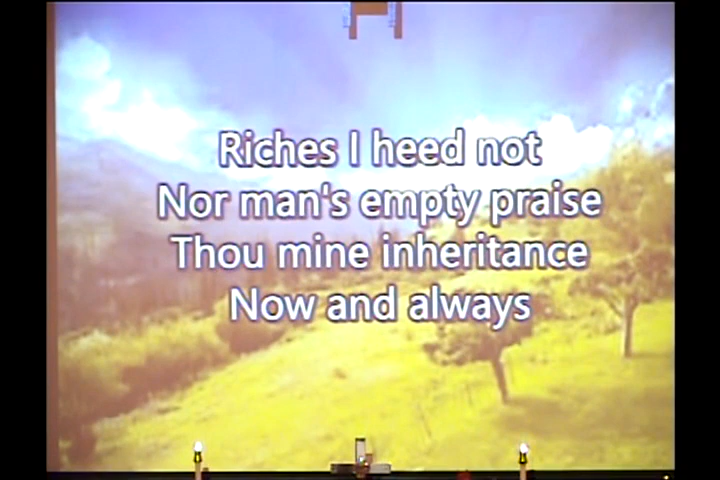 Riches I heed not
Nor man's empty praise
Thou mine inheritance
Now and always